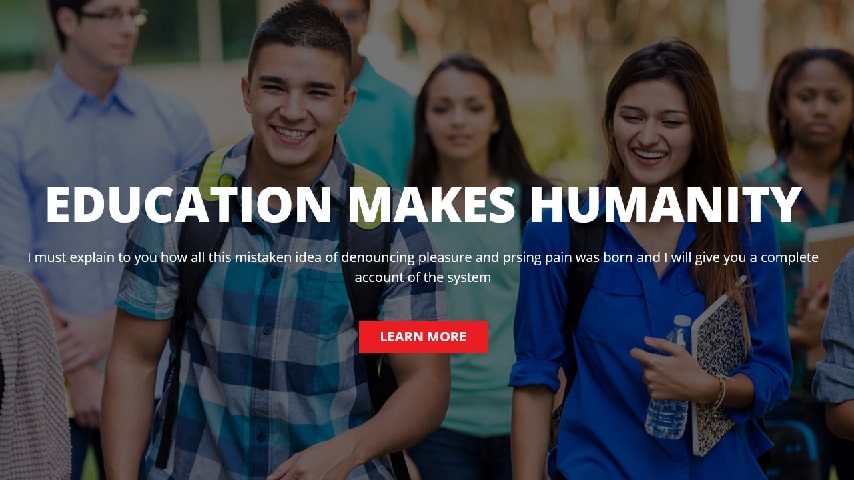 EDUCATION MAKES HUMANITY
I must explain to you how all this mistaken idea of denouncing pleasure and prsing pain was born and I will give you a complete
account of the system
LEARN MORE